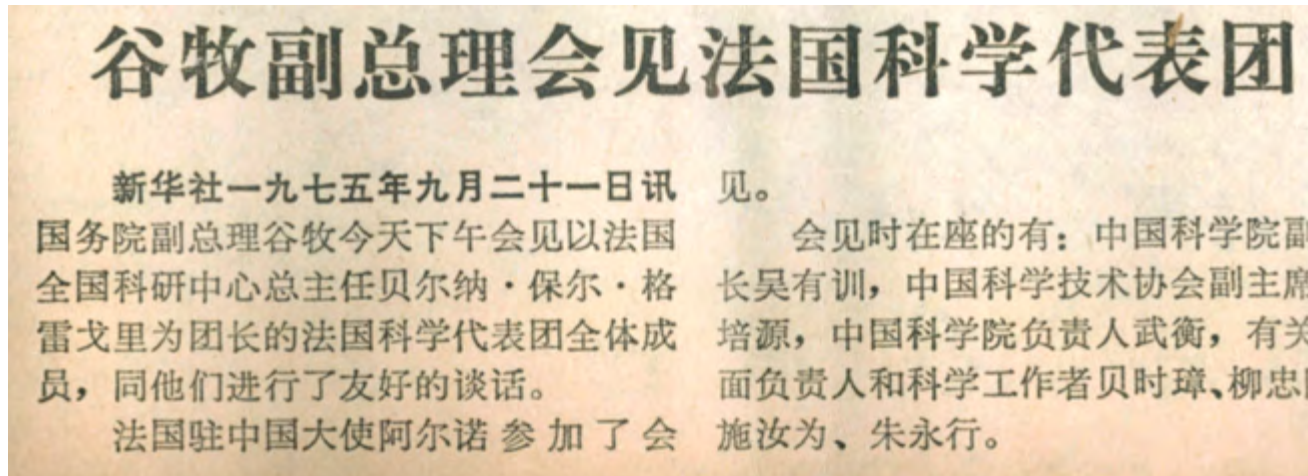 谷牧副总理会见法国科学代表团
新华社一九七五年九月二十一日讯
国务院副总理谷牧今天下午会见以法国
全国科研中心总主任贝尔纳·保尔·格
雷戈里为团长的法国科学代表团全体成
员，同他们进行了友好的谈话。
法国驻中国大使阿尔诺参加了会
见。
会见时在座的有：中国科学院副
长吴有训，中国科学技术协会副主席
培源，中国科学院负责人武衡，有关
面负责人和科学工作者贝时璋、柳忠
施汝为、朱永行。